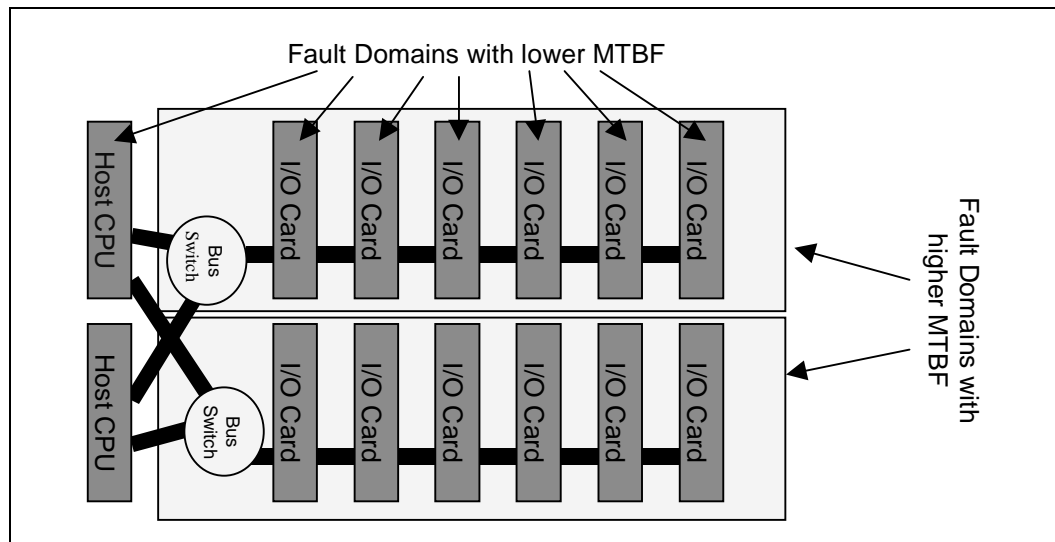 Fault Domains with lower MTBF
Host CPU
Bus
Switch
I/O Card
I/O Card
I/O Card
I/O Card
I/O Card
I/O Card
Fault Domains with
higher MTBF
Host CPU
Bus
Switch
I/O Card
I/O Card
I/O Card
I/O Card
I/O Card
I/O Card